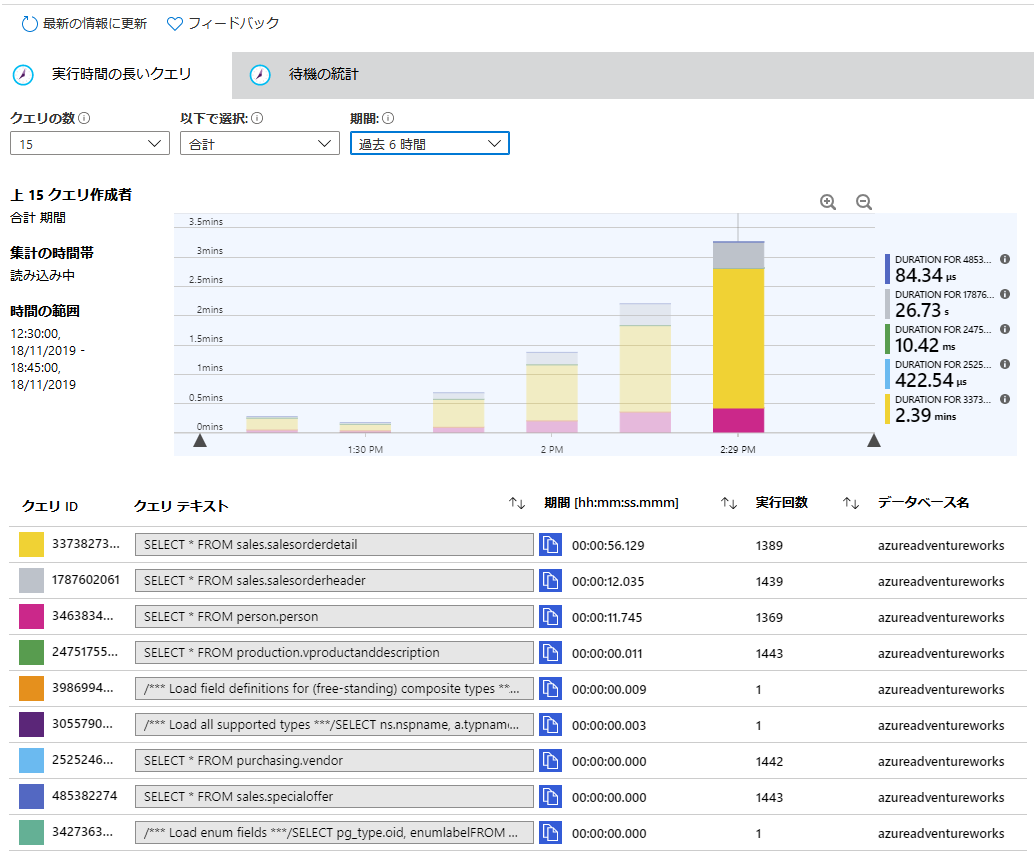 最新の情報に更新 フィードバック
実行時間の長いクエリ 待機の統計
クエリの数 以下で選択: 期間:
15 合計 過去 6 時間
上 15 クエリ作成者
合計 期間
集計の時間帯
読み込み中
時間の範囲
12:30:00,
18/11/2019 -
18:45:00,
18/11/2019
3.5mins
3mins
2.5mins
2mins
1.5mins
1mins
0.5mins
0mins
1:30 PM 2 PM 2:29 PM
DURATION FOR 4853...
84.34 µs
DURATION FOR 17876...
26.73 s
DURATION FOR 2475...
10.42 ms
DURATION FOR 2525...
422.54 µs
DURATION FOR 3373...
2.39 mins
クエリ ID クエリ テキスト 期間 [hh:mm:ss.mmm] 実行回数 データベース名
33738273... SELECT * FROM sales.salesorderdetail 00:00:56.129 1389 azureadventureworks
1787602061 SELECT * FROM sales.salesorderheader 00:00:12.035 1439 azureadventureworks
3463834... SELECT * FROM person.person 00:00:11.745 1369 azureadventureworks
24751755... SELECT * FROM production.vproductanddescription 00:00:00.011 1443 azureadventureworks
3986994... /*** Load field definitions for (free-standing) composite types **... 00:00:00.009 1 azureadventureworks
3055790... /*** Load all supported types ***/SELECT ns.nspname, a.typname... 00:00:00.003 1 azureadventureworks
2525246... SELECT * FROM purchasing.vendor 00:00:00.000 1442 azureadventureworks
485382274 SELECT * FROM sales.specialoffer 00:00:00.000 1443 azureadventureworks
3427363... /*** Load enum fields ***/SELECT pg_type.oid, enumlabelFROM ... 00:00:00.000 1 azureadventureworks